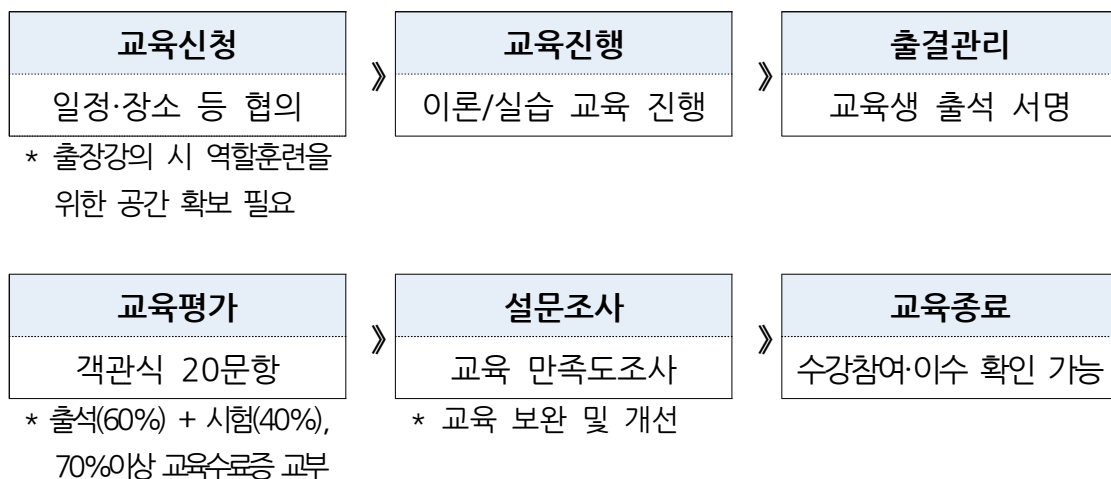 교육신청 》 교육진행 》 출결관리
일정·장소 등 협의 이론/실습 교육 진행 교육생 출석 서명
* 출장강의 시 역할훈련을
위한 공간 확보 필요
교육평가 》 설문조사 》 교육종료
객관식 20문항 교육 만족도조사 수강참여·이수 확인 가능
* 출석(60%) + 시험(40%), * 교육 보완 및 개선
70%이상 교육수료증 교부